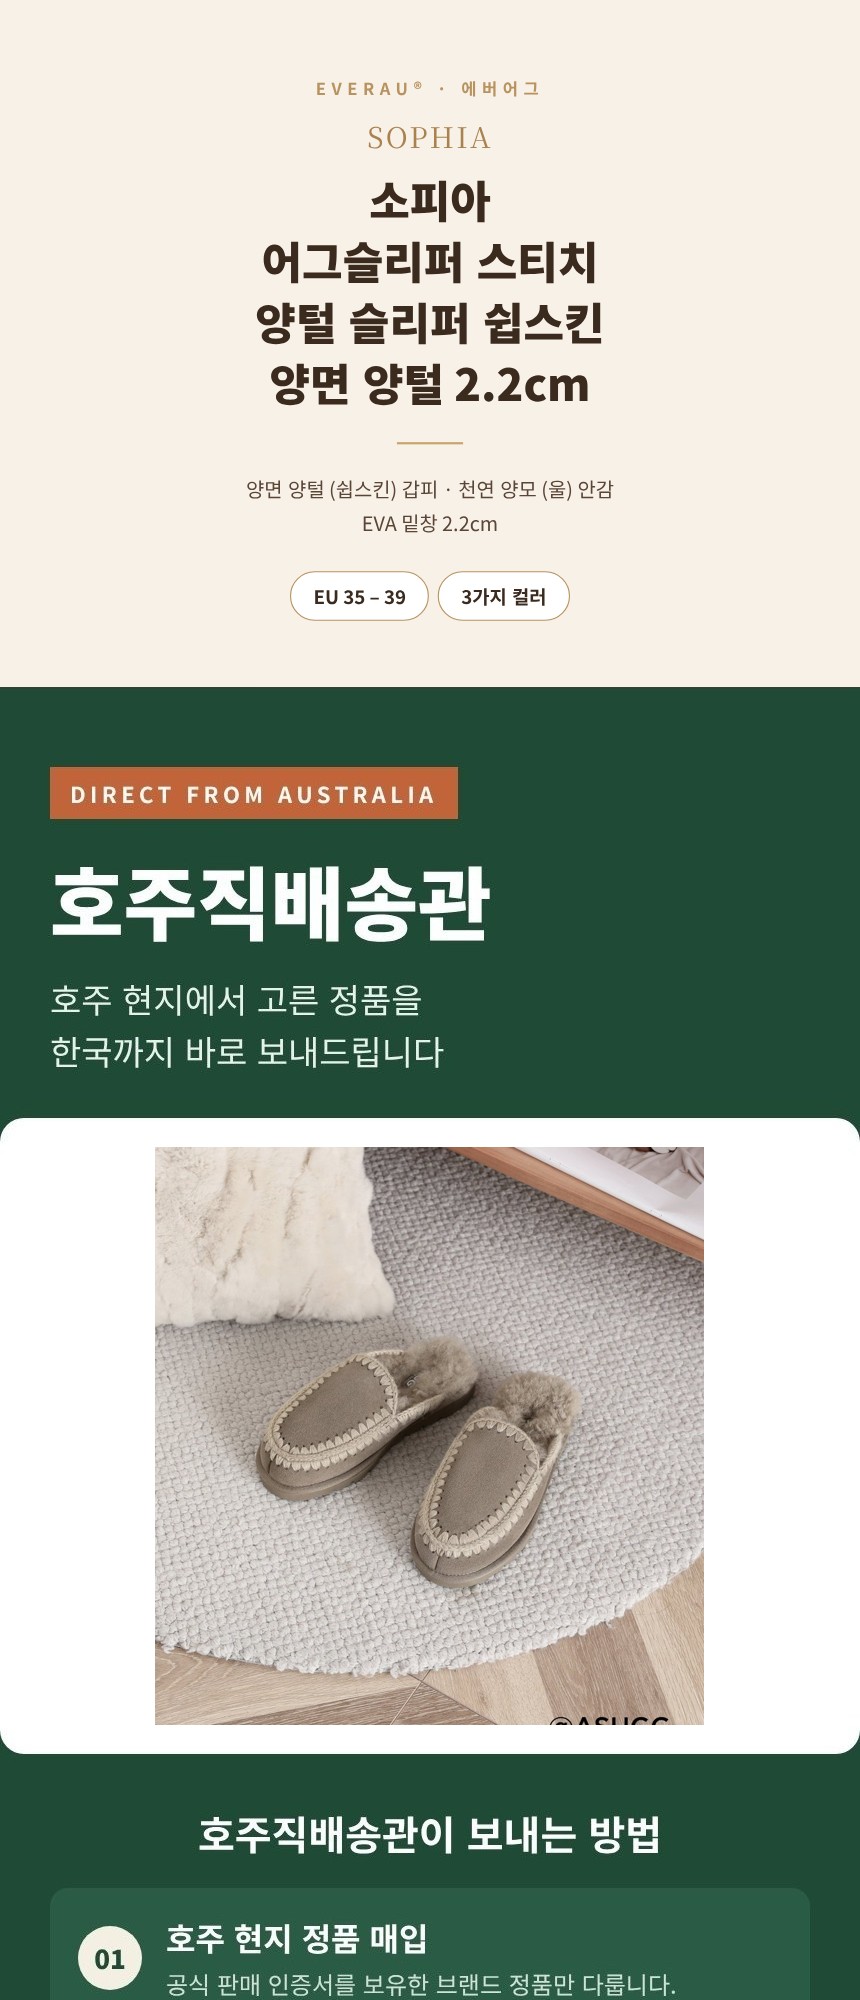 EVERAU® · 에버어그
SOPHIA
소피아
어그슬리퍼 스티치
양털 슬리퍼 쉽스킨
양면 양털 2.2cm
양면 양털 (쉽스킨) 갑피 · 천연 양모 (울) 안감
EVA 밑창 2.2cm
EU 35 – 39
3가지 컬러
DIRECT FROM AUSTRALIA
호주직배송관
호주 현지에서 고른 정품을
한국까지 바로 보내드립니다
@ASUGG
호주직배송관이 보내는 방법
01
호주 현지 정품 매입
공식 판매 인증서를 보유한 브랜드 정품만 다룹니다.